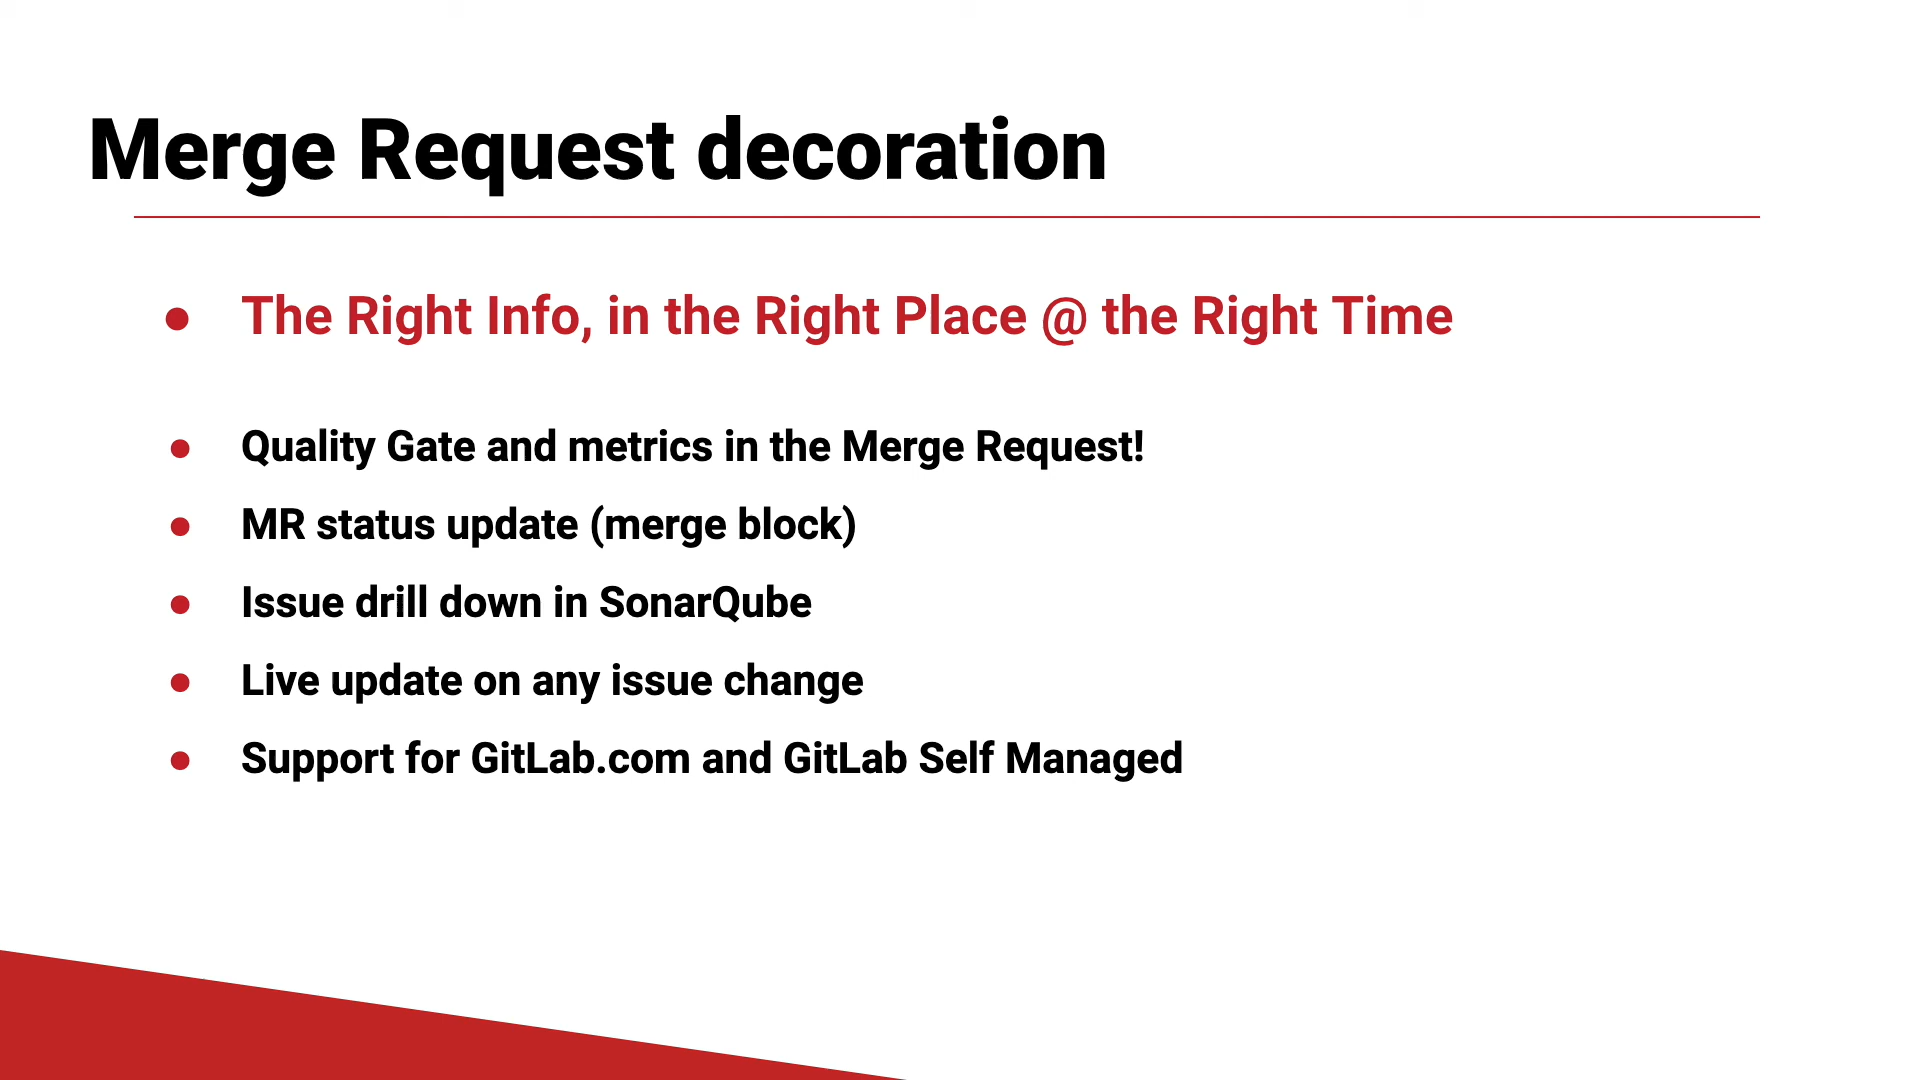 Merge Request decoration
● The Right Info, in the Right Place @ the Right Time
● Quality Gate and metrics in the Merge Request!
● MR status update (merge block)
● Issue drill down in SonarQube
● Live update on any issue change
● Support for GitLab.com and GitLab Self Managed